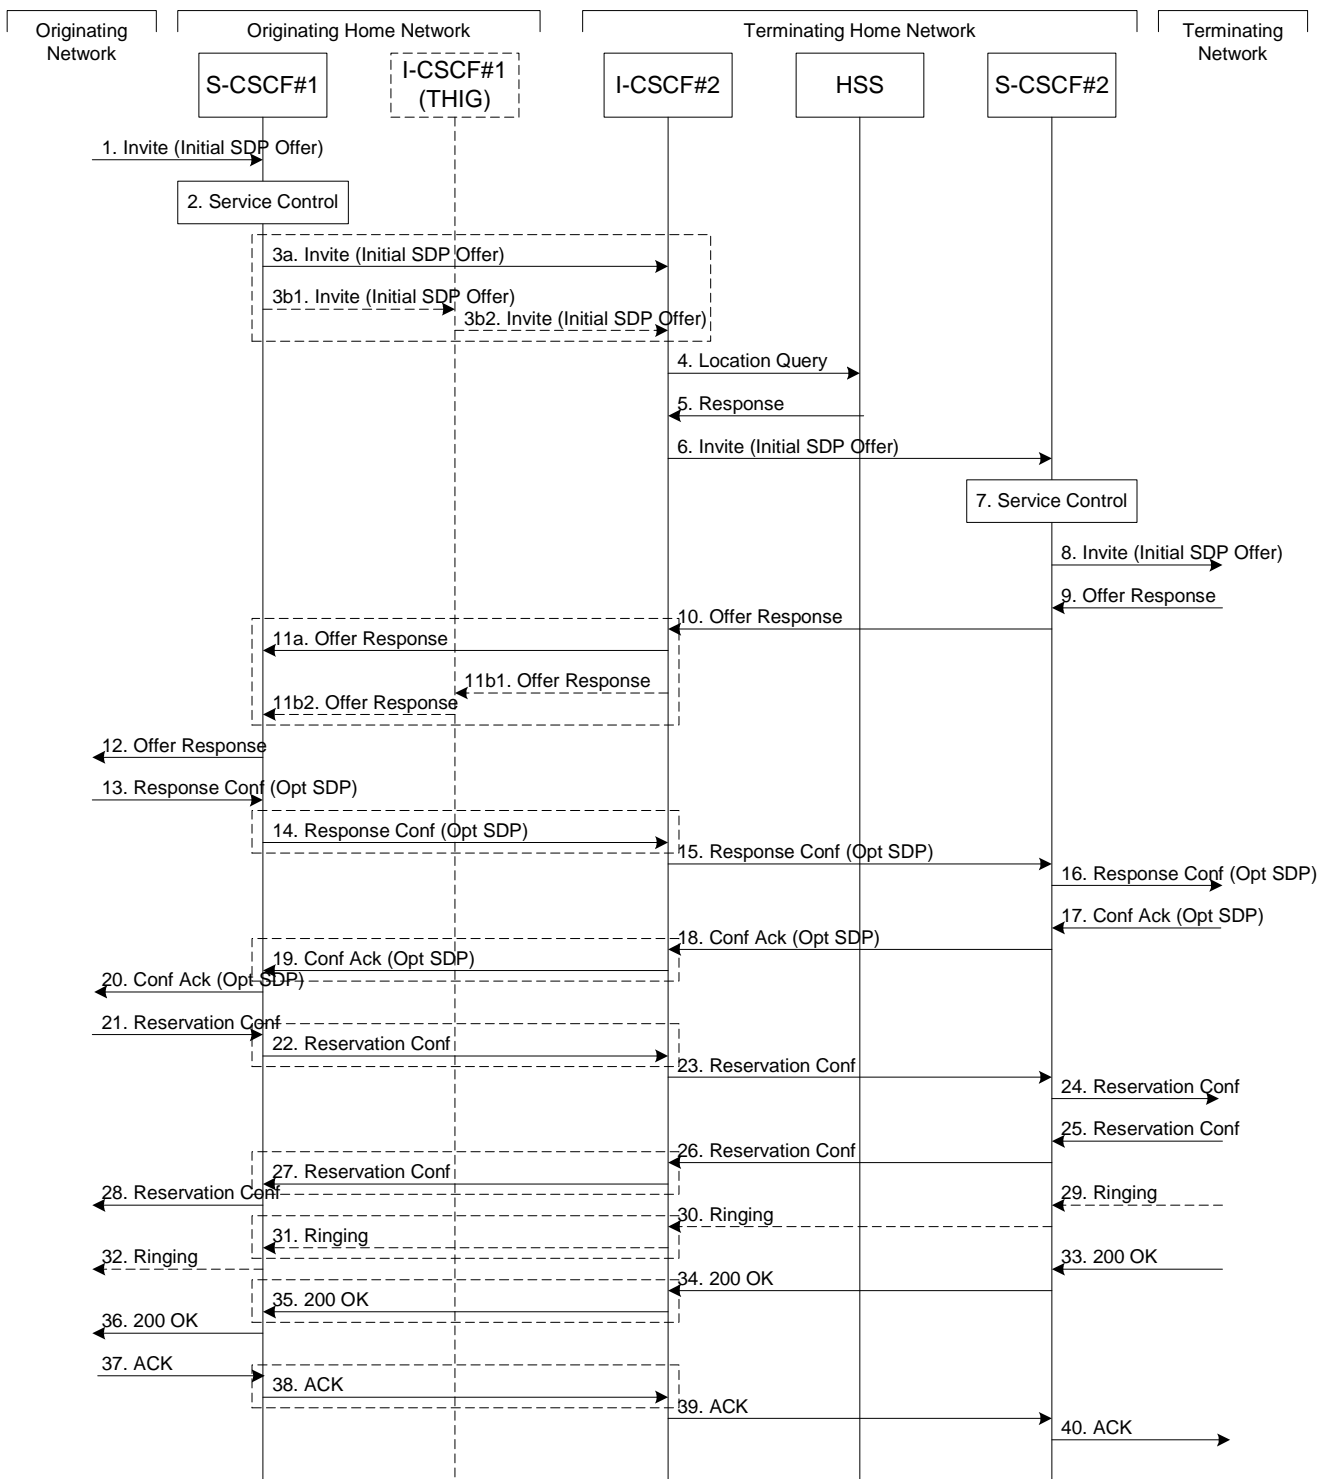 Originating
Network
Originating Home Network
Terminating Home Network
Terminating
Network
S-CSCF#1
I-CSCF#1
(THIG)
I-CSCF#2
HSS
S-CSCF#2
1. Invite (Initial SDP Offer)
2. Service Control
3a. Invite (Initial SDP Offer)
3b1. Invite (Initial SDP Offer)
3b2. Invite (Initial SDP Offer)
4. Location Query
5. Response
6. Invite (Initial SDP Offer)
7. Service Control
8. Invite (Initial SDP Offer)
9. Offer Response
10. Offer Response
11a. Offer Response
11b1. Offer Response
11b2. Offer Response
12. Offer Response
13. Response Conf (Opt SDP)
14. Response Conf (Opt SDP)
15. Response Conf (Opt SDP)
16. Response Conf (Opt SDP)
17. Conf Ack (Opt SDP)
18. Conf Ack (Opt SDP)
19. Conf Ack (Opt SDP)
20. Conf Ack (Opt SDP)
21. Reservation Conf
22. Reservation Conf
23. Reservation Conf
24. Reservation Conf
25. Reservation Conf
26. Reservation Conf
27. Reservation Conf
28. Reservation Conf
29. Ringing
30. Ringing
31. Ringing
32. Ringing
33. 200 OK
34. 200 OK
35. 200 OK
36. 200 OK
37. ACK
38. ACK
39. ACK
40. ACK